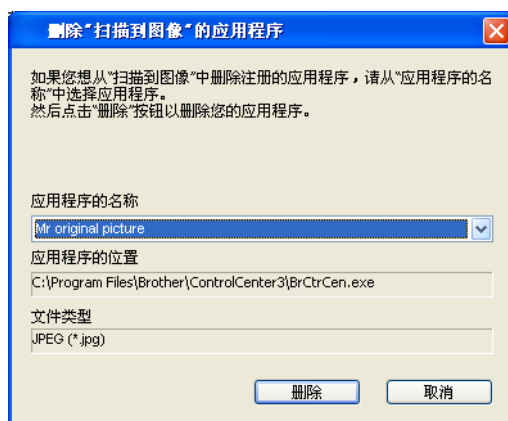 删除“扫描到图像”的应用程序
如果您想从“扫描到图像”中删除注册的应用程序，请从“应用程序的名
称”中选择应用程序。
然后点击“删除”按钮以删除您的应用程序。
应用程序的名称
Mr original picture
应用程序的位置
C:\Program Files\Brother\ControlCenter3\BrCtrCen.exe
文件类型
JPEG (*.jpg)
删除 取消